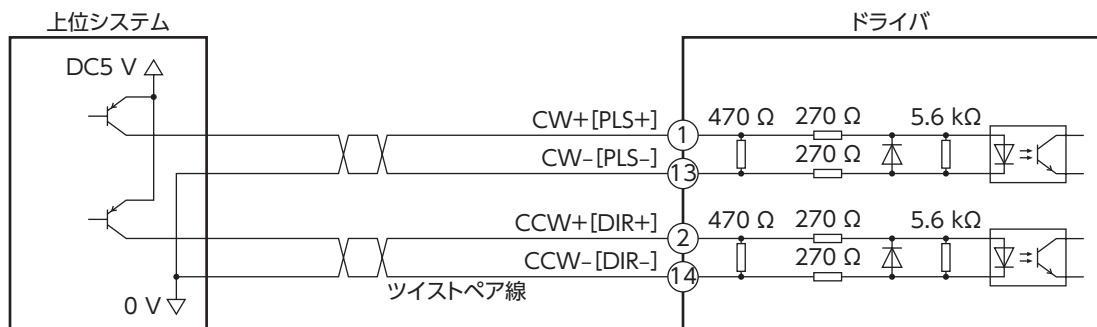 上位システム
ドライバ
DC5 V
CW+[PLS+]
1
470 Ω
270 Ω
5.6 kΩ
CW–[PLS–]
13
270 Ω
CCW+[DIR+]
2
470 Ω
270 Ω
5.6 kΩ
CCW–[DIR–]
14
270 Ω
ツイストペア線
0 V